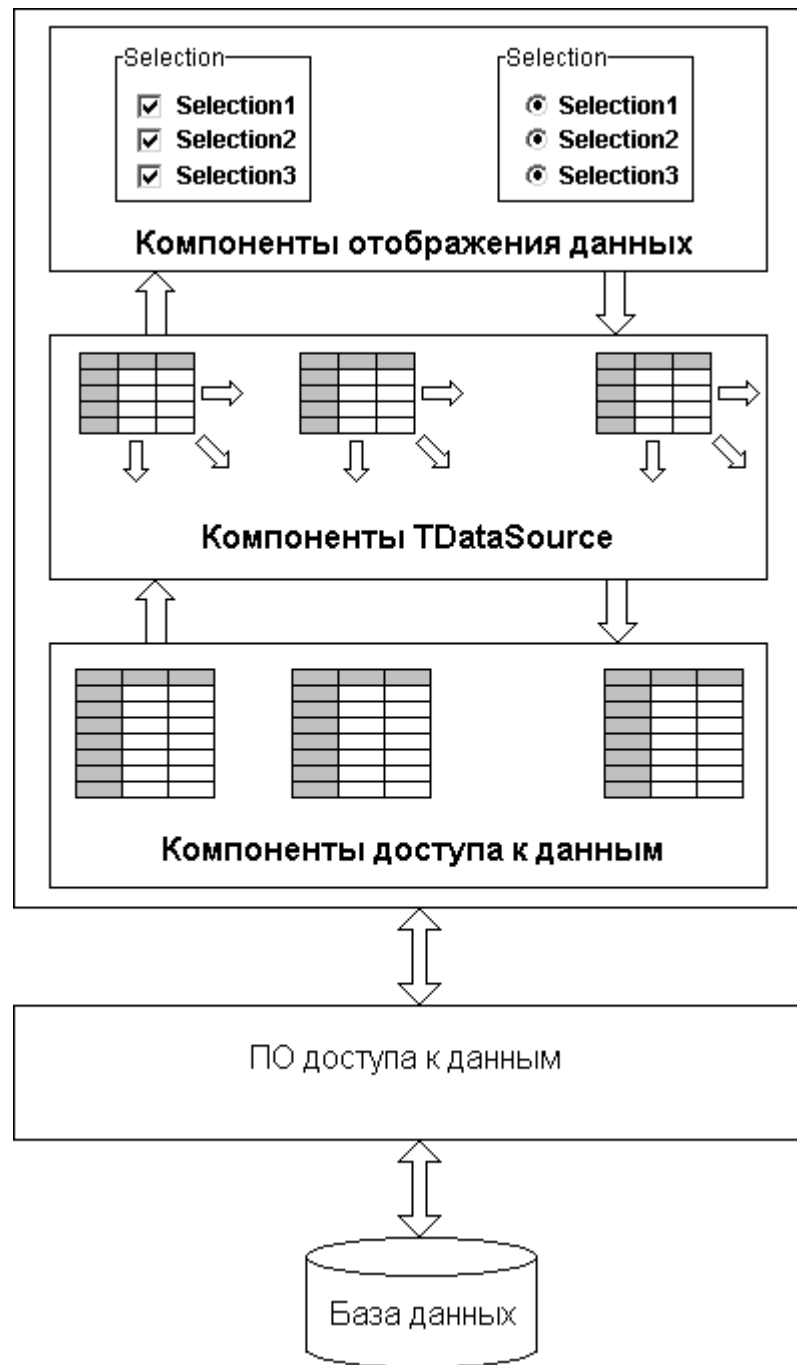 Selection
Selection1
Selection2
Selection3
Selection
Selection1
Selection2
Selection3
Компоненты отображения данных
Компоненты TDataSource
Компоненты доступа к данным
ПО доступа к данным
База данных